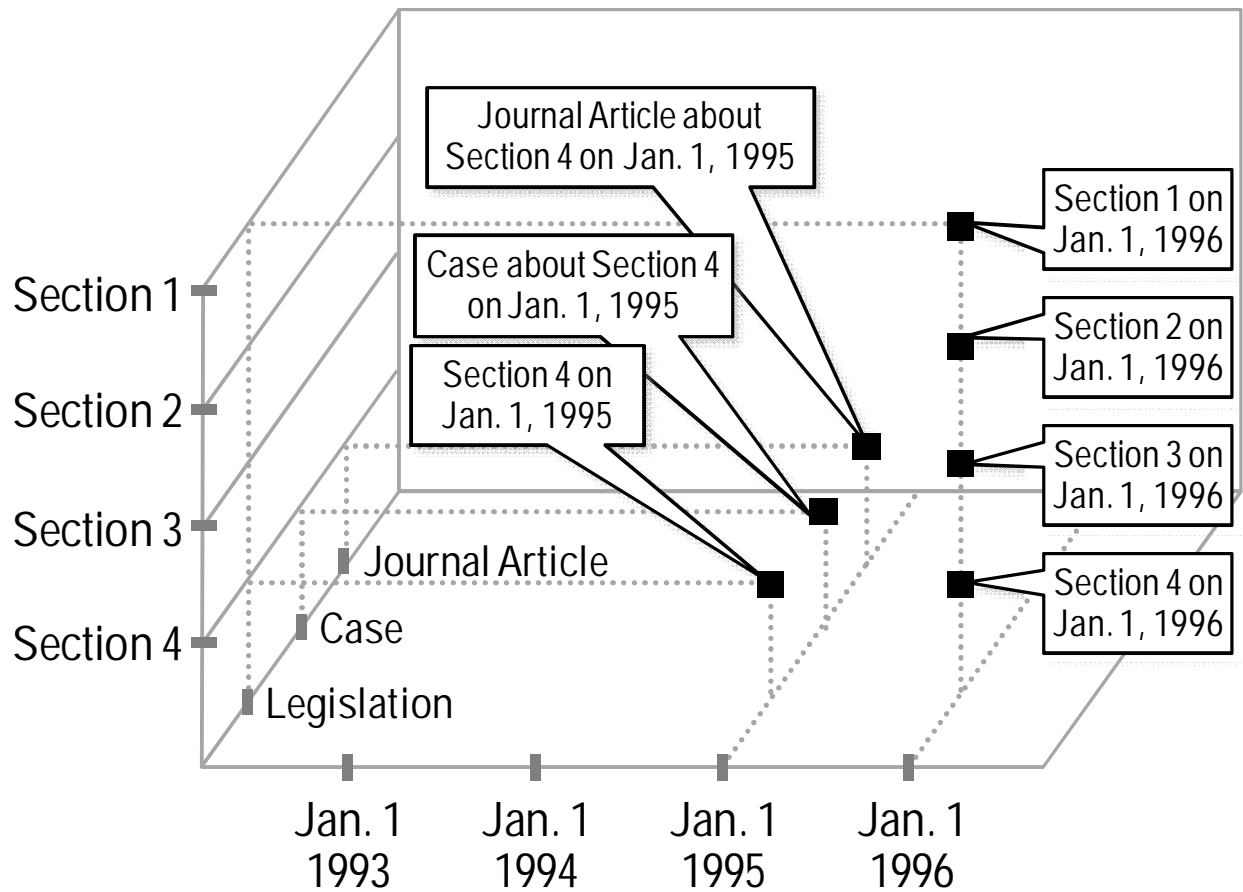 Journal Article about
Section 4 on Jan. 1, 1995
Section 1 on
Jan. 1, 1996
Case about Section 4
on Jan. 1, 1995
Section 1
Section 2 on
Jan. 1, 1996
Section 4 on
Jan. 1, 1995
Section 2
Section 3 on
Jan. 1, 1996
Section 3
Journal Article
Section 4 on
Jan. 1, 1996
Case
Section 4
Legislation
Jan. 1
1993
Jan. 1
1994
Jan. 1
1995
Jan. 1
1996